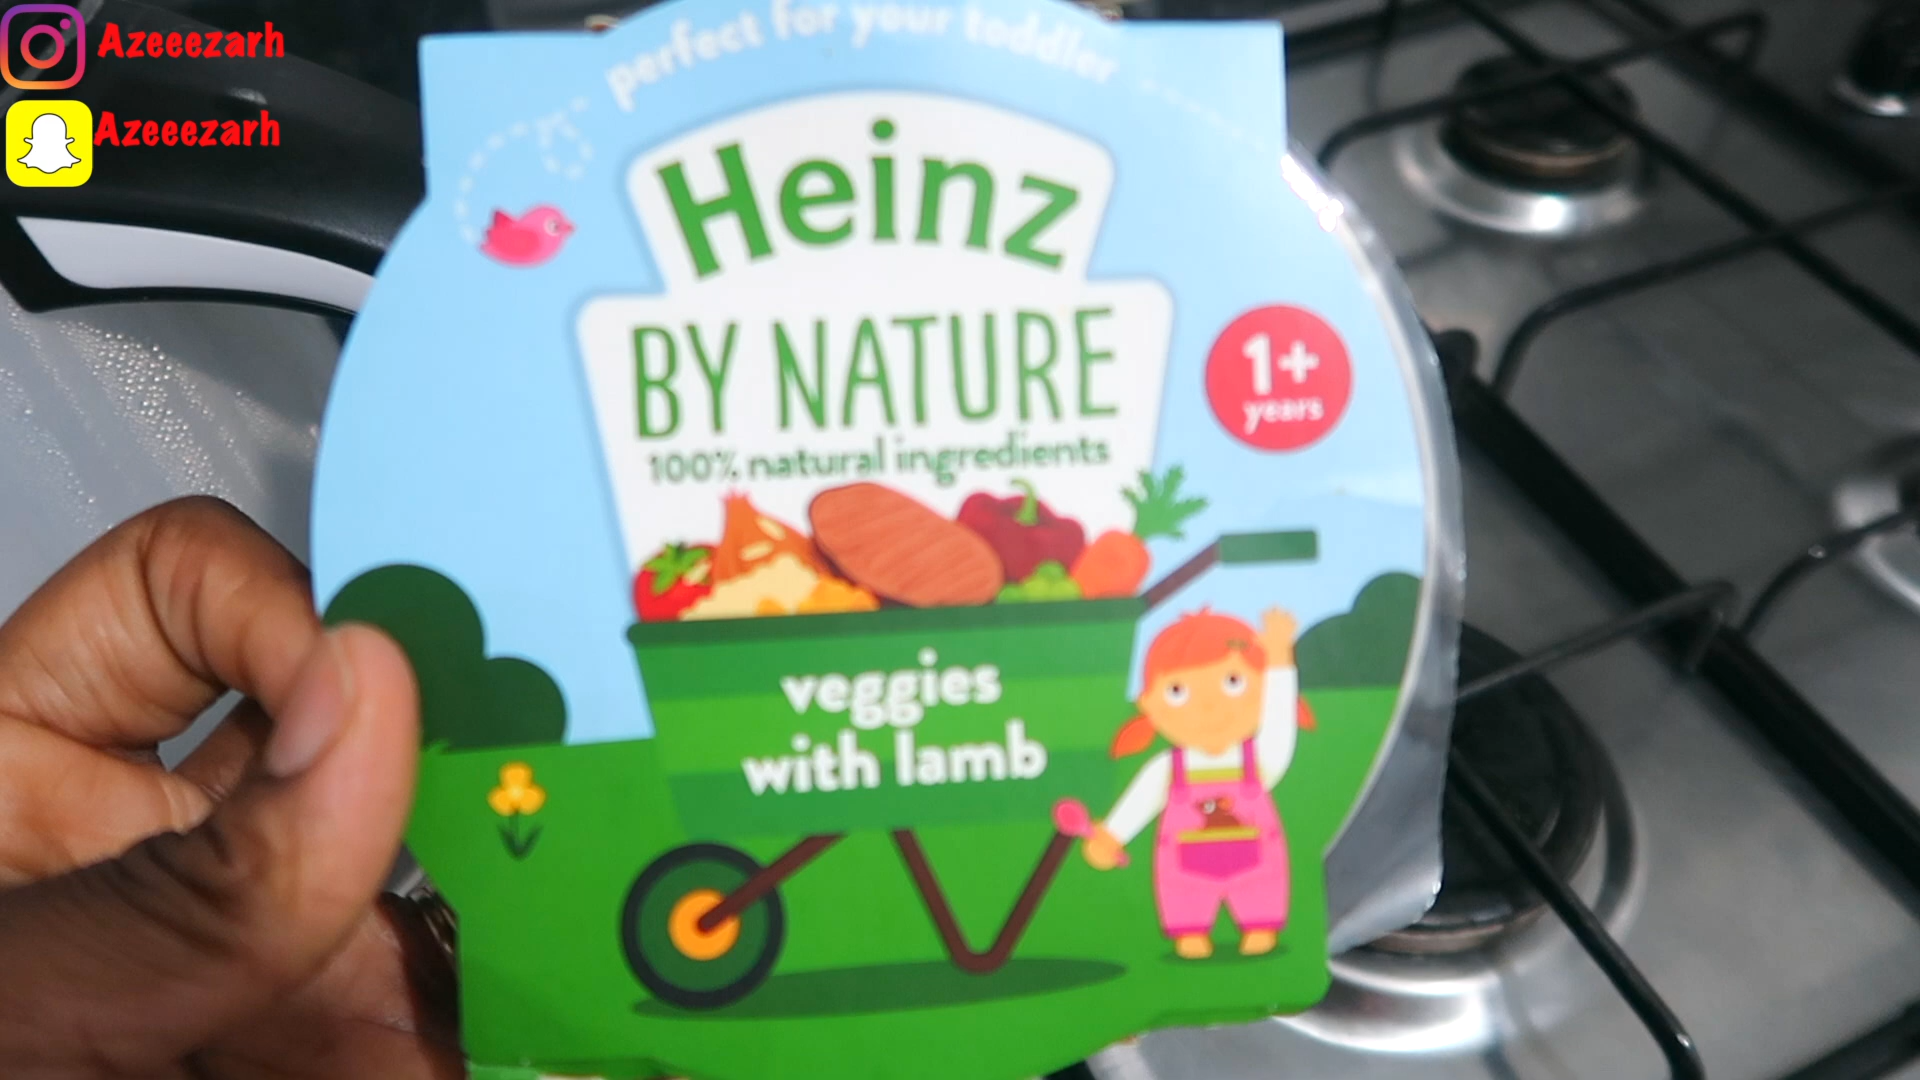 Azeeezarh
Azeeezarh
perfect for your toddler
Heinz
BY NATURE
100% natural ingredients
1+
years
veggies
with lamb